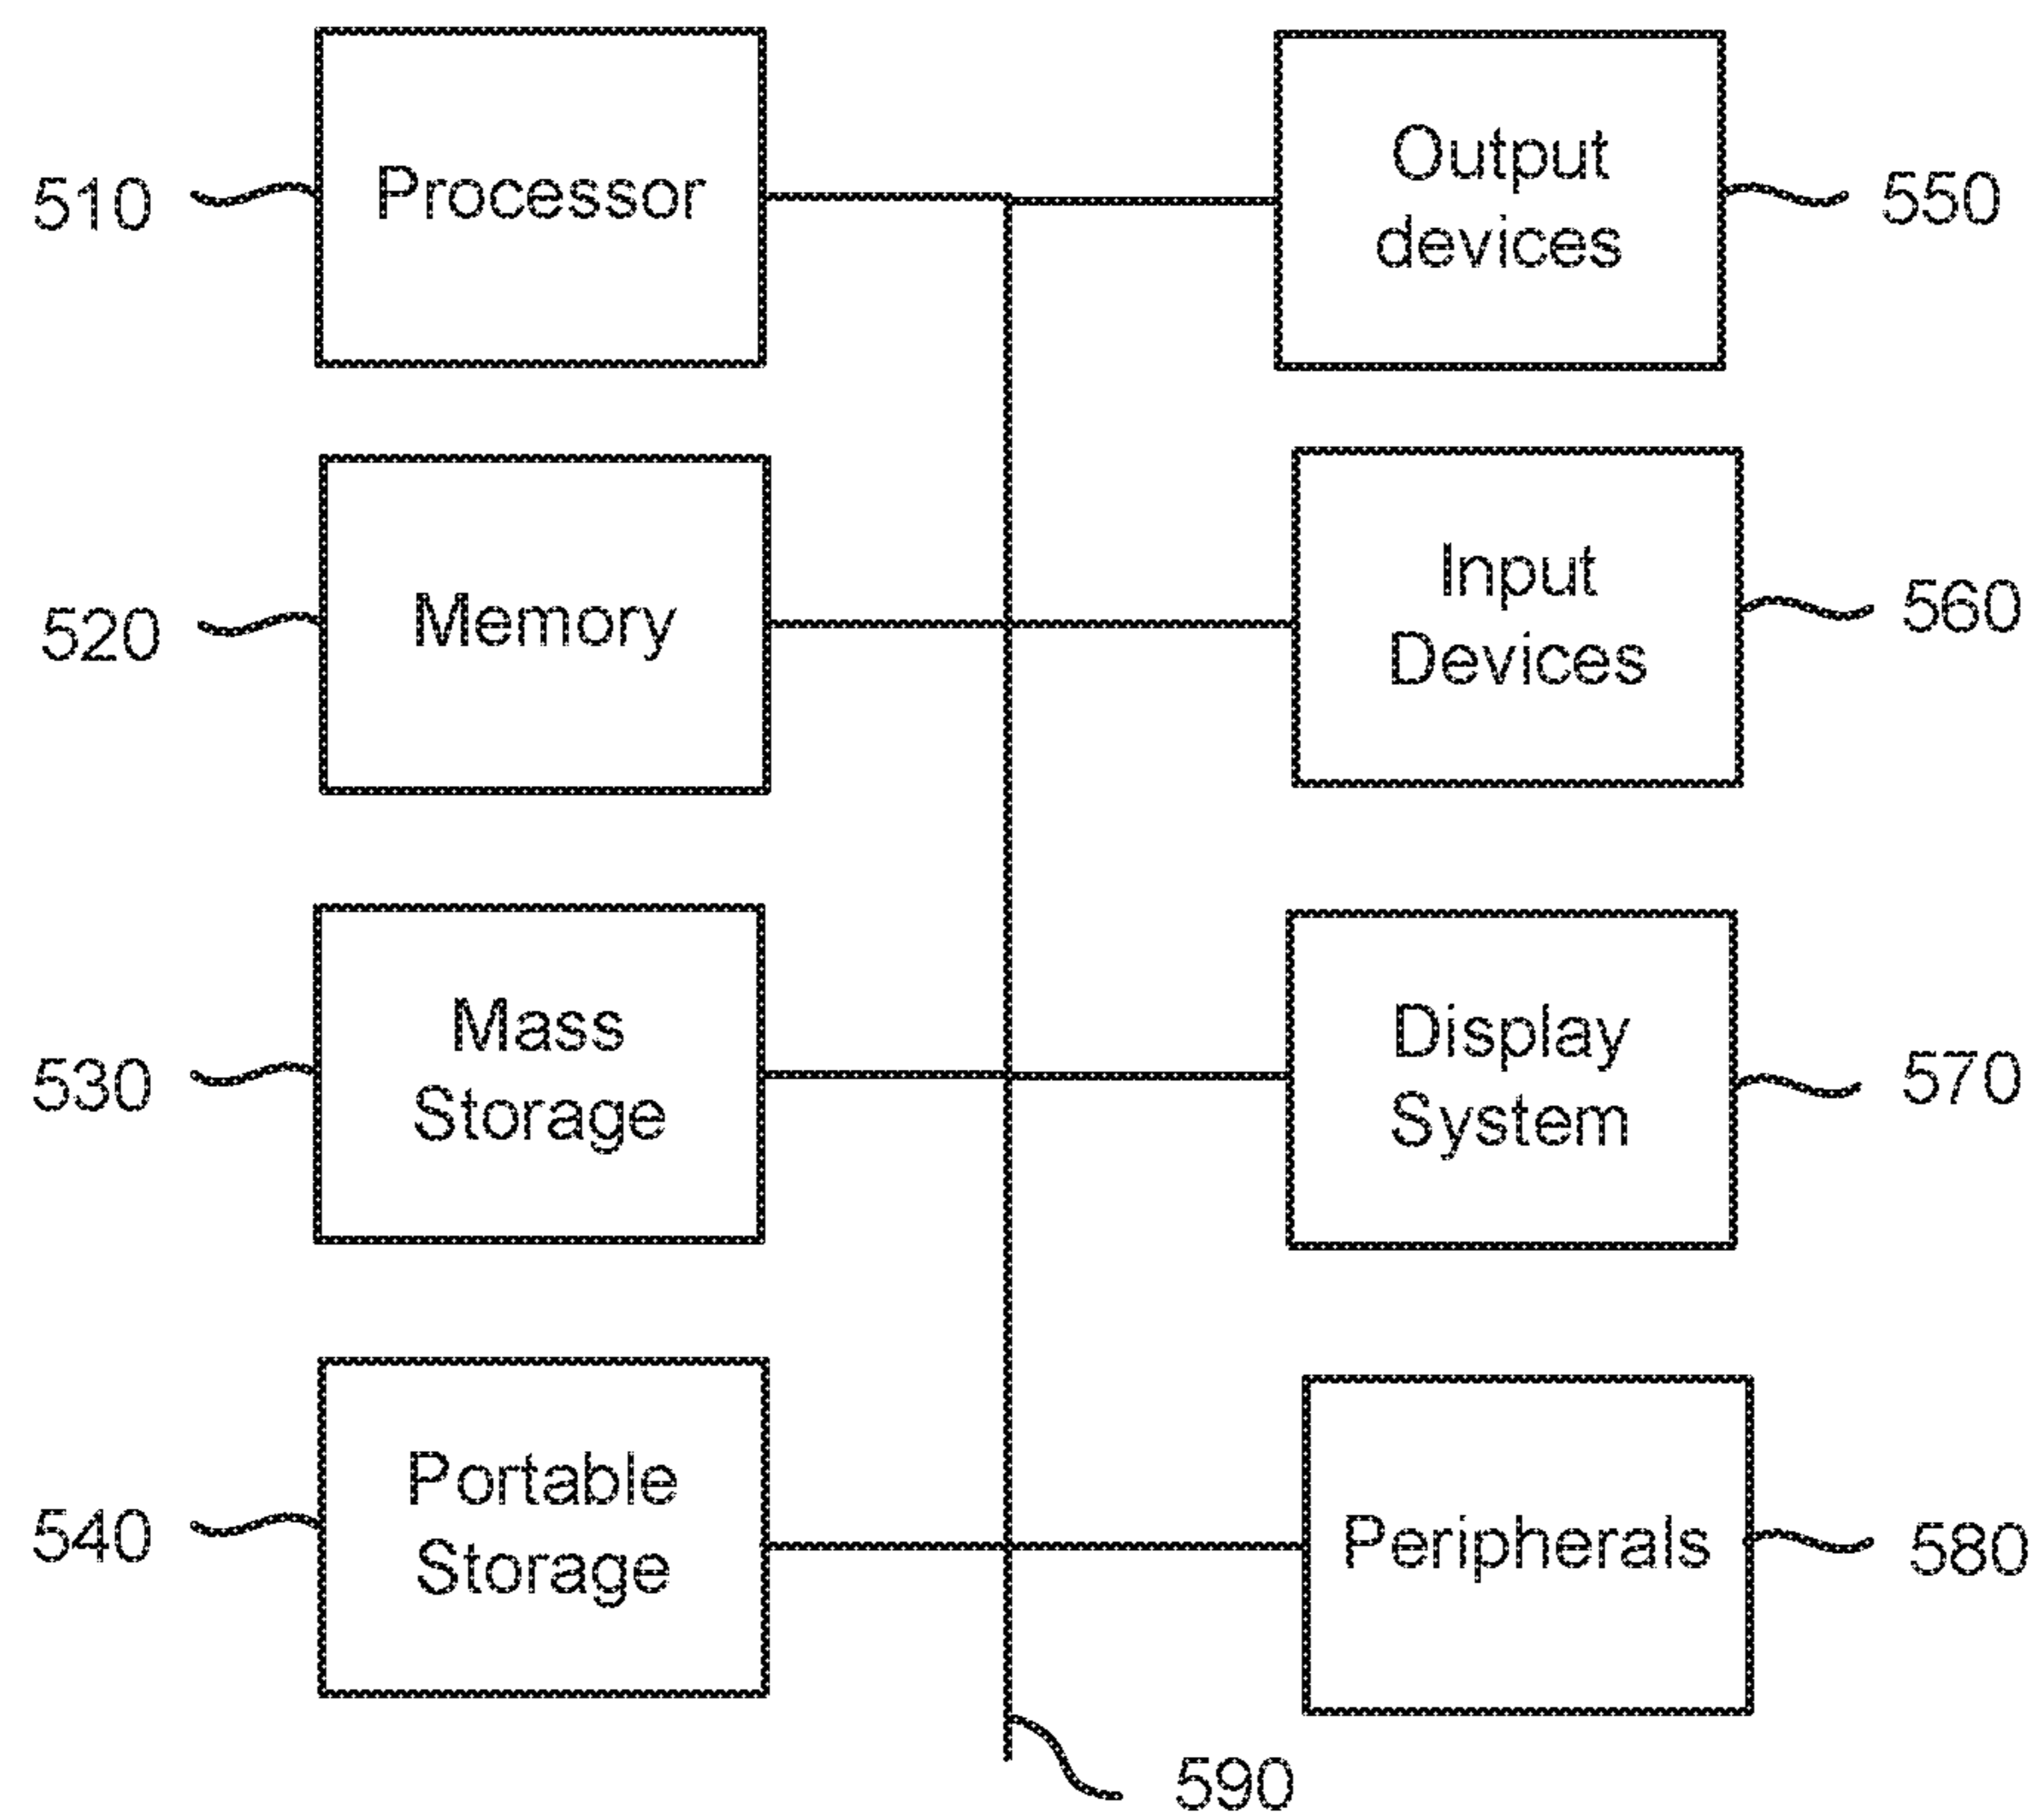 510
Processor
Output
devices
550
520
Memory
Input
Devices
560
530
Mass
Storage
Display
System
570
540
Portable
Storage
Peripherals
580
590